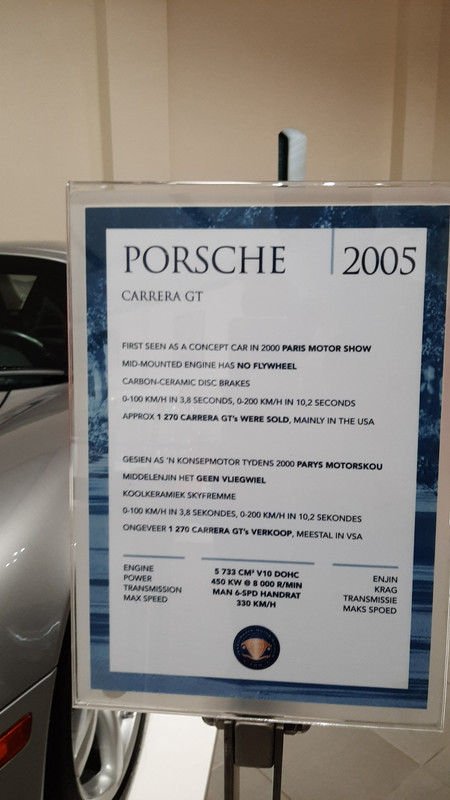 PORSCHE | 2005
CARRERA GT
FIRST SEEN AS A CONCEPT CAR IN 2000 PARIS MOTOR SHOW
MID-MOUNTED ENGINE HAS NO FLYWHEEL
CARBON-CERAMIC DISC BRAKES
0-100 KM/H IN 3,8 SECONDS, 0-200 KM/H IN 10,2 SECONDS
APPROX 1 270 CARRERA GT's WERE SOLD, MAINLY IN THE USA
GESIEN AS 'N KONSEPMOTOR TYDENS 2000 PARYS MOTORSKOU
MIDDELENJIN HET GEEN VLIEGWIEL
KOOLKERAMIEK SKYFREMME
0-100 KM/H IN 3,8 SEKONDES, 0-200 KM/H IN 10,2 SEKONDES
ONGEVEER 1 270 CARRERA GT's VERKOOP, MEESTAL IN VSA
ENGINE 5 733 CM³ V10 DOHC ENJIN
POWER 450 KW @ 8 000 R/MIN KRAG
TRANSMISSION MAN 6-SPD HANDRAT TRANSMISSIE
MAX SPEED 330 KM/H MAKS SPOED